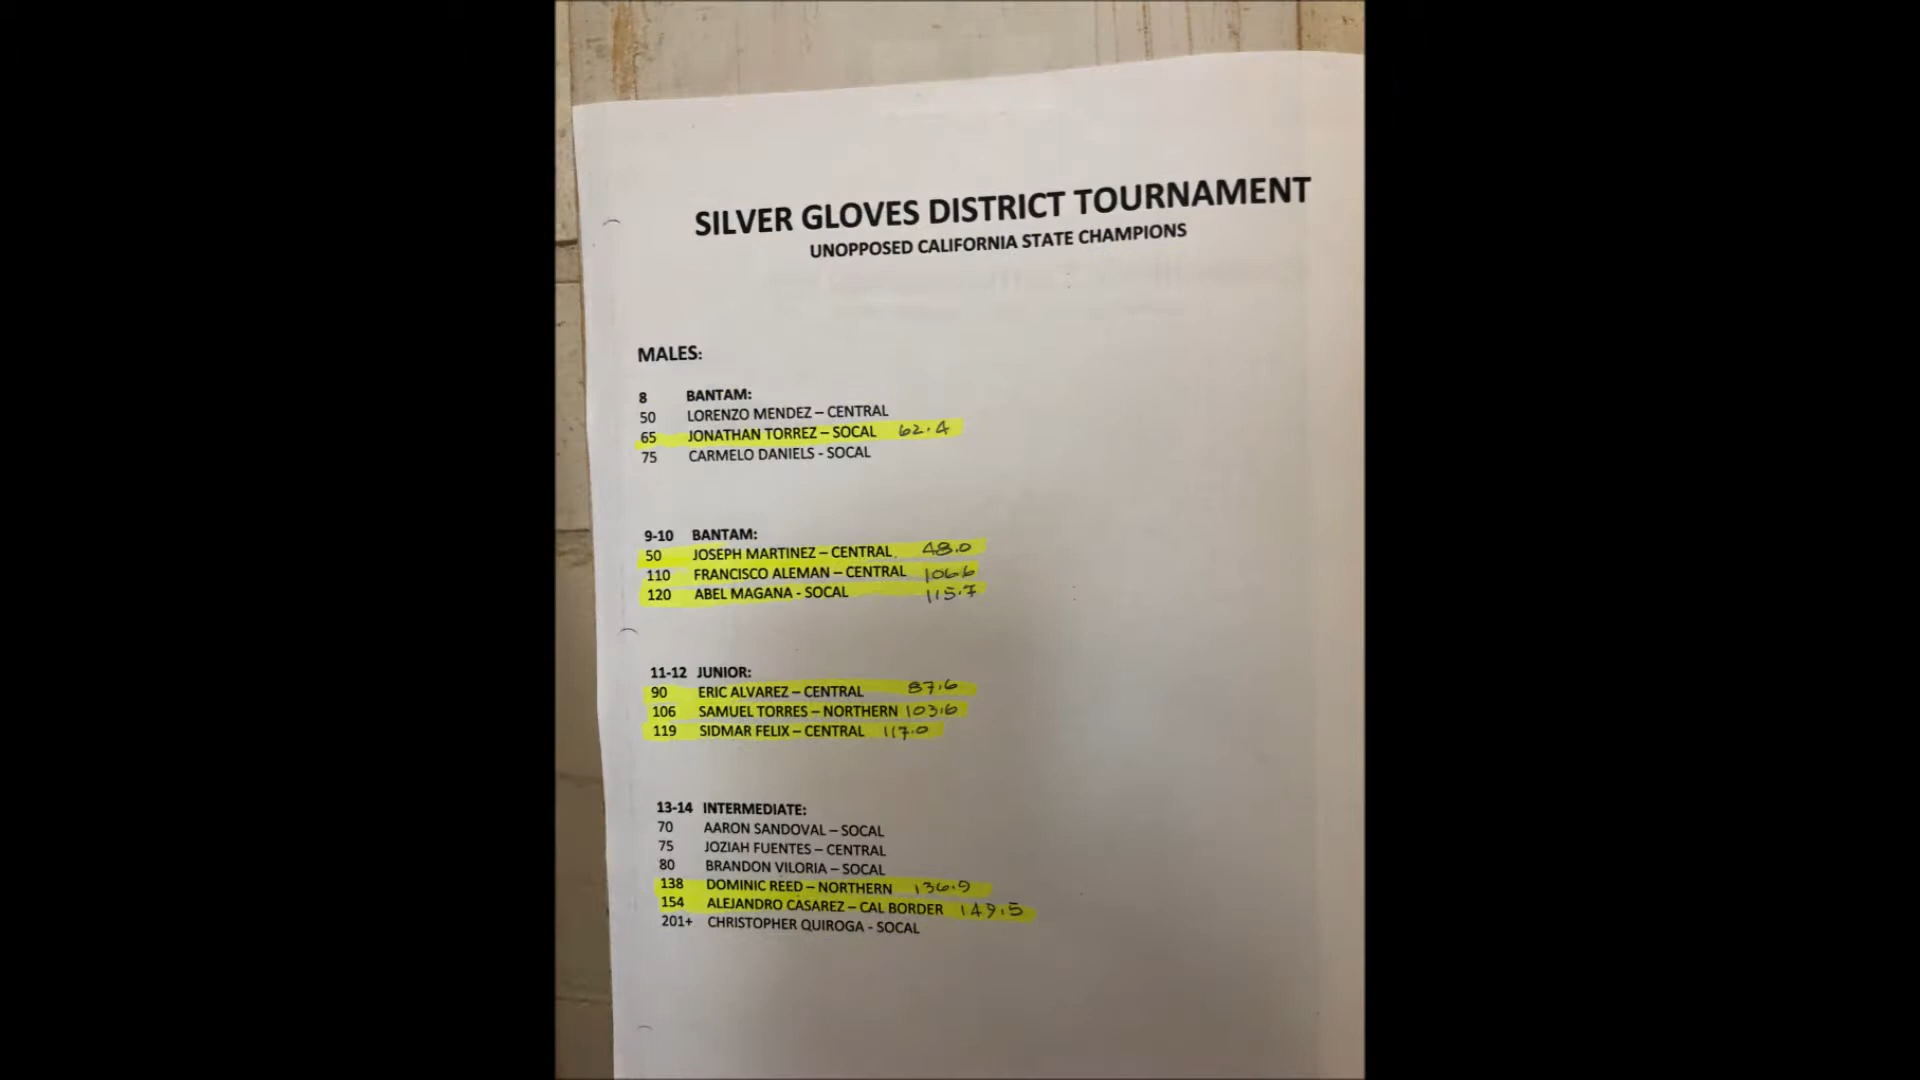 SILVER GLOVES DISTRICT TOURNAMENT
UNOPPOSED CALIFORNIA STATE CHAMPIONS
MALES:
8 BANTAM:
50 LORENZO MENDEZ – CENTRAL
65 JONATHAN TORREZ – SOCAL 62.4
75 CARMELO DANIELS - SOCAL
9-10 BANTAM:
50 JOSEPH MARTINEZ – CENTRAL 48.0
110 FRANCISCO ALEMAN – CENTRAL 106.6
120 ABEL MAGANA - SOCAL 115.7
11-12 JUNIOR:
90 ERIC ALVAREZ – CENTRAL 87.6
106 SAMUEL TORRES – NORTHERN 103.6
119 SIDMAR FELIX – CENTRAL 117.0
13-14 INTERMEDIATE:
70 AARON SANDOVAL – SOCAL
75 JOZIAH FUENTES – CENTRAL
80 BRANDON VILORIA – SOCAL
138 DOMINIC REED – NORTHERN 136.9
154 ALEJANDRO CASAREZ – CAL BORDER 149.5
201+ CHRISTOPHER QUIROGA - SOCAL